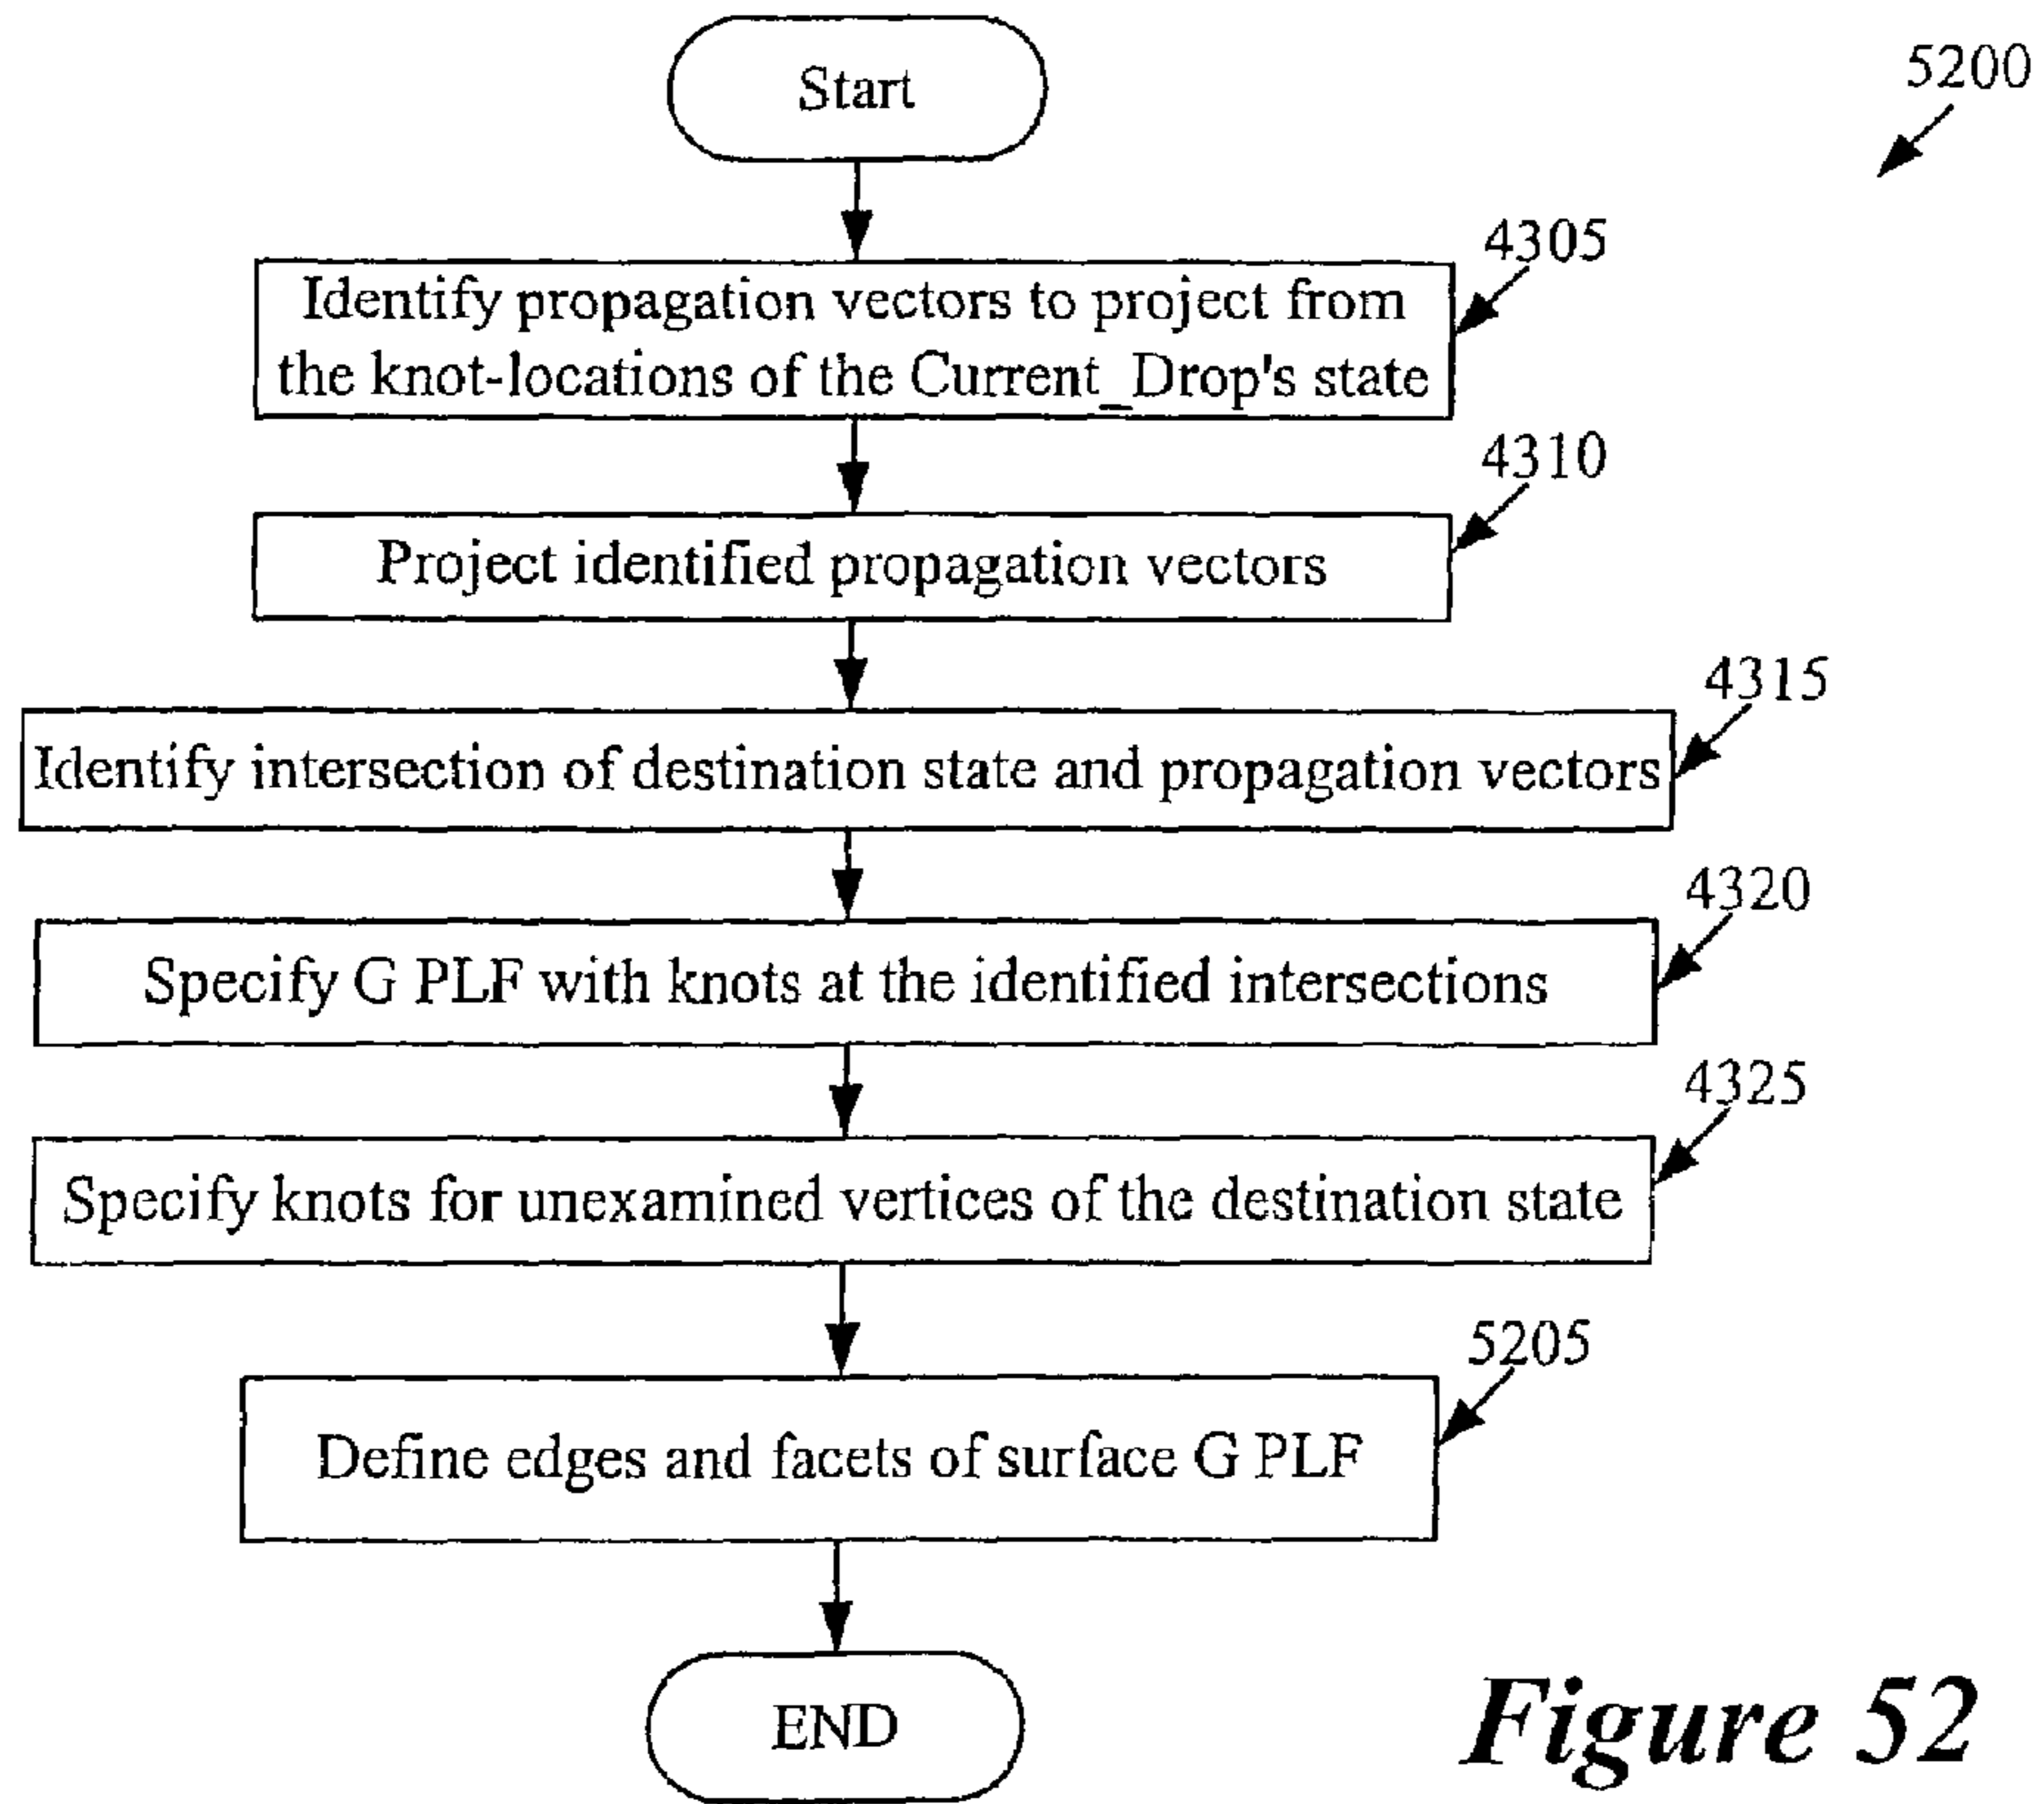 Start
5200
4305
Identify propagation vectors to project from
the knot-locations of the Current_Drop's state
4310
Project identified propagation vectors
4315
Identify intersection of destination state and propagation vectors
4320
Specify G PLF with knots at the identified intersections
4325
Specify knots for unexamined vertices of the destination state
5205
Define edges and facets of surface G PLF
END
Figure 52